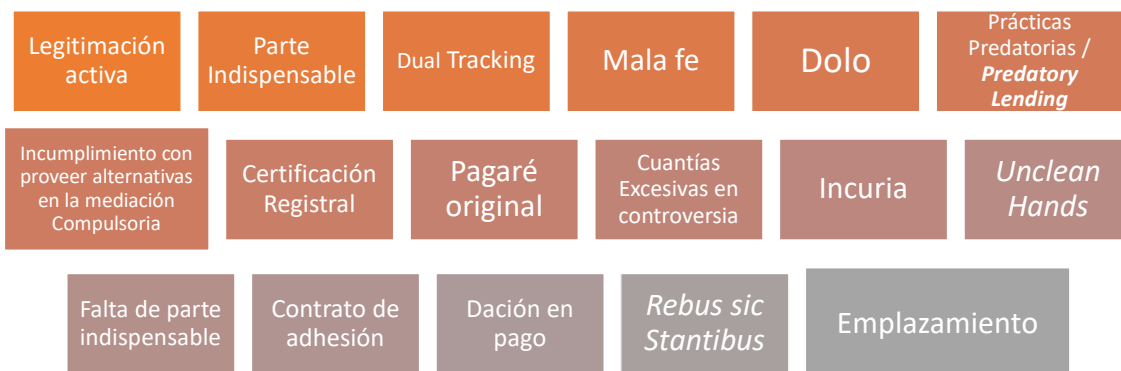 Legitimación
activa
Parte
Indispensable
Dual Tracking
Mala fe
Dolo
Prácticas
Predatorias /
Predatory
Lending
Incumplimiento con
proveer alternativas
en la mediación
Compulsoria
Certificación
Registral
Pagaré
original
Cuantías
Excesivas en
controversia
Incuria
Unclean
Hands
Falta de parte
indispensable
Contrato de
adhesión
Dación en
pago
Rebus sic
Stantibus
Emplazamiento